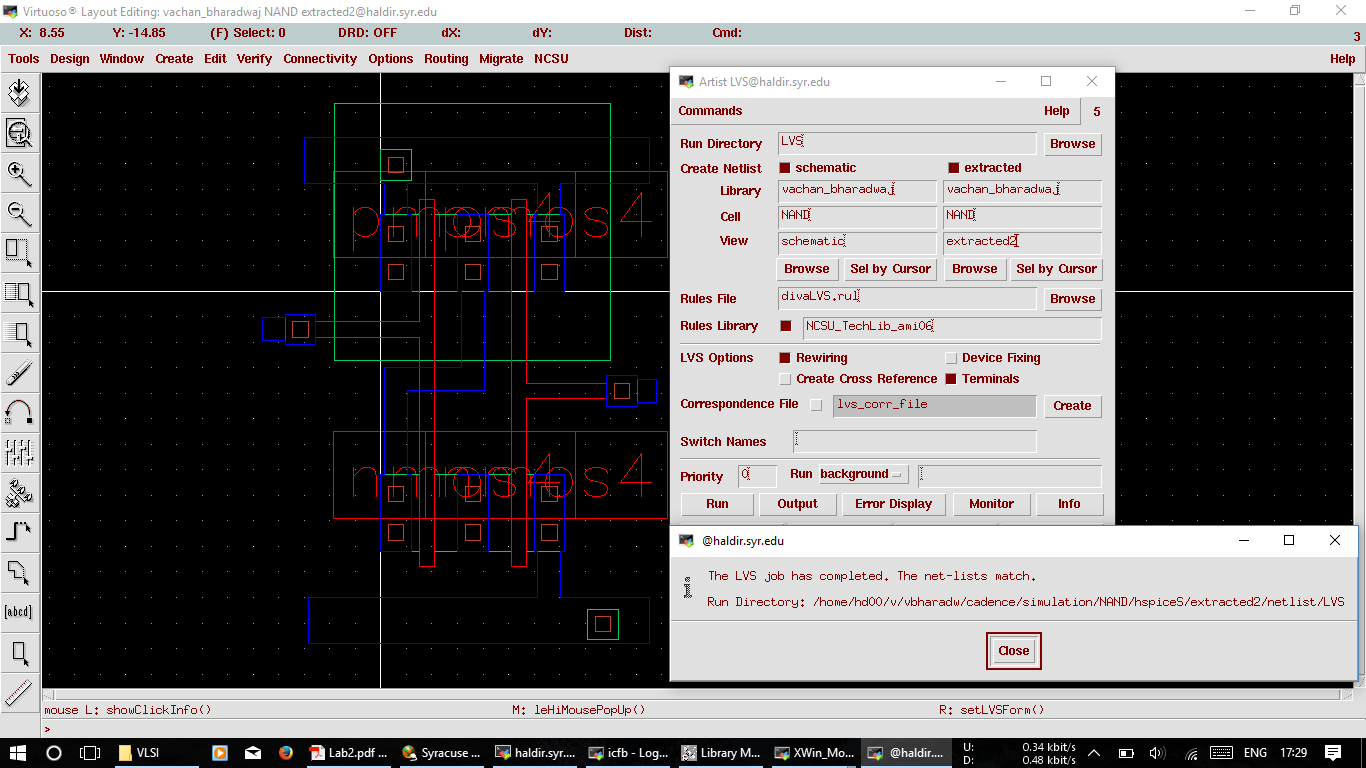 Virtuoso® Layout Editing: vachan_bharadwaj NAND extracted2@haldir.syr.edu
X: 8.55 Y: -14.85 (F) Select: 0 DRD: OFF dX: dY: Dist: Cmd:
3
Tools Design Window Create Edit Verify Connectivity Options Routing Migrate NCSU Help
Artist LVS@haldir.syr.edu
Commands Help 5
Run Directory LVS Browse
Create Netlist schematic extracted
Library vachan_bharadwaj vachan_bharadwaj
Cell NAND NAND
View schematic extracted2
Browse Sel by Cursor Browse Sel by Cursor
Rules File divaLVS.rul Browse
Rules Library NCSU_TechLib_ami06
LVS Options Rewiring Device Fixing
Create Cross Reference Terminals
Correspondence File lvs_corr_file Create
Switch Names
Priority 0 Run background
Run Output Error Display Monitor Info
[abcd]
@haldir.syr.edu
The LVS job has completed. The net-lists match.
Run Directory: /home/hd00/v/vbharadw/cadence/simulation/NAND/hspiceS/extracted2/netlist/LVS
Close
mouse L: showClickInfo() M: leHiMousePopUp() R: setLVSForm()
>
VLSI Lab2.pdf ... Syracuse ... haldir.syr... icfb - Log... Library M... XWin_Mo... @haldir....
U: 0.34 kbit/s
D: 0.48 kbit/s
ENG 17:29